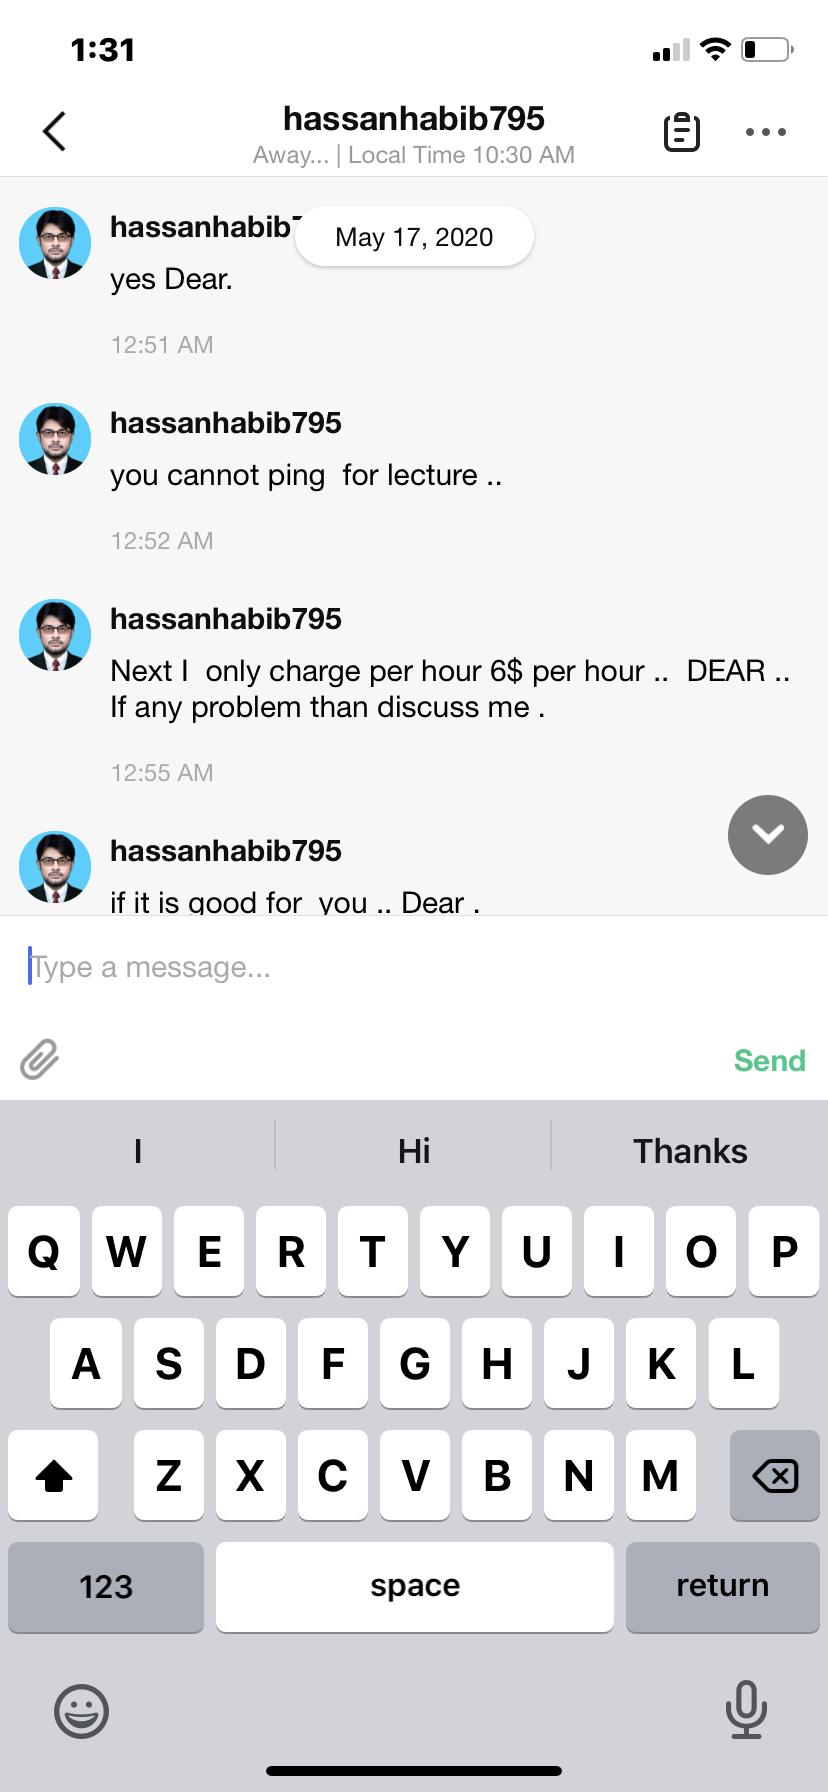 1:31
hassanhabib795
Away... | Local Time 10:30 AM
hassanhabib7
May 17, 2020
yes Dear.
12:51 AM
hassanhabib795
you cannot ping  for lecture ..
12:52 AM
hassanhabib795
Next I  only charge per hour 6$ per hour ..  DEAR ..
If any problem than discuss me .
12:55 AM
hassanhabib795
if it is good for  you .. Dear .
Type a message...
Send
I Hi Thanks
Q W E R T Y U I O P
A S D F G H J K L
Z X C V B N M
123 space return